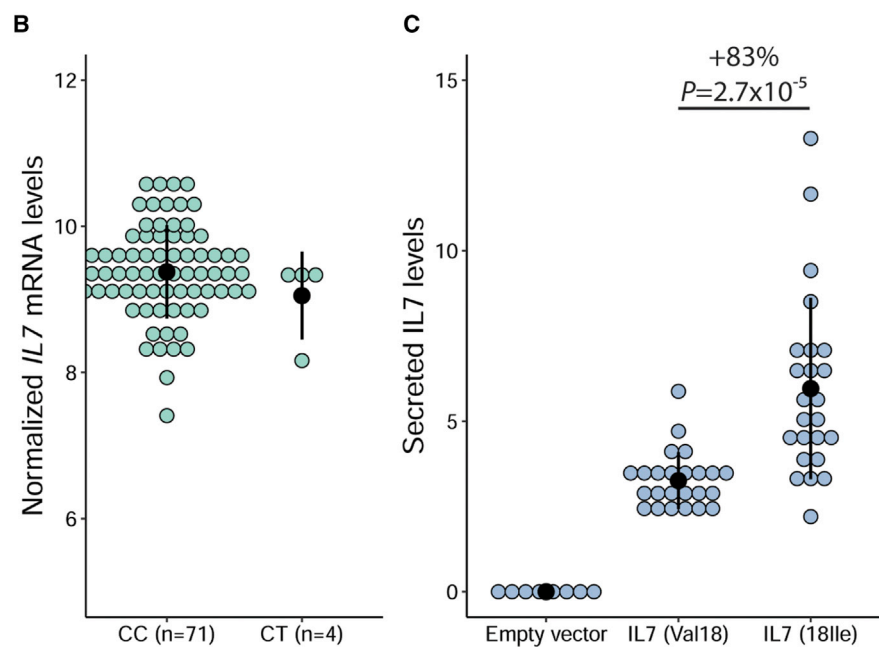 B
Normalized IL7 mRNA levels
12
10
8
6
CC (n=71)
CT (n=4)
C
Secreted IL7 levels
15
10
5
0
+83%
P=2.7x10⁻⁵
Empty vector
IL7 (Val18)
IL7 (18Ile)